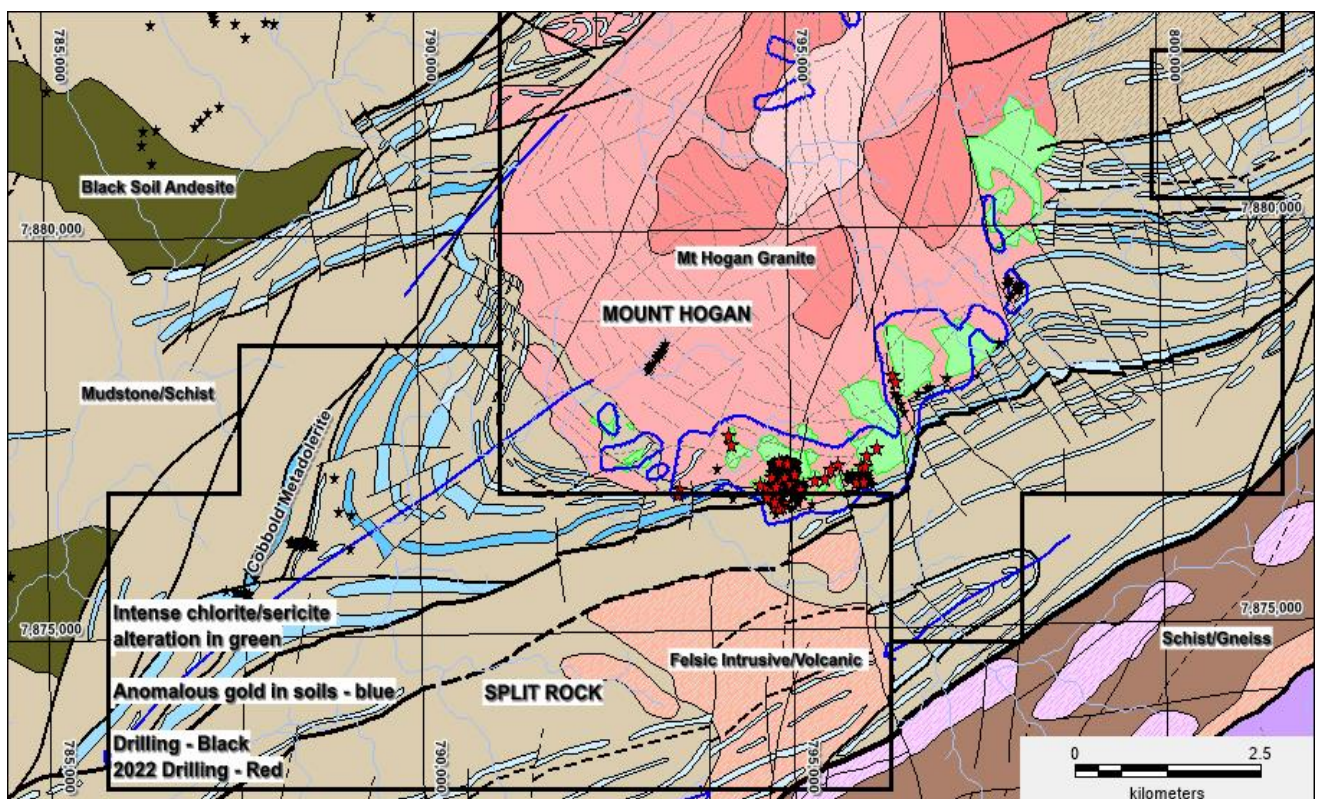 785,000
790,000
795,000
800,000
Black Soil Andesite
7,880,000
7,880,000
Mt Hogan Granite
MOUNT HOGAN
Mudstone/Schist
Cobbold Metadolerite
Intense chlorite/sericite
alteration in green
7,875,000
7,875,000
Schist/Gneiss
Felsic Intrusive/Volcanic
Anomalous gold in soils - blue
SPLIT ROCK
Drilling - Black
2022 Drilling - Red
785,000
790,000
795,000
0 2.5
kilometers